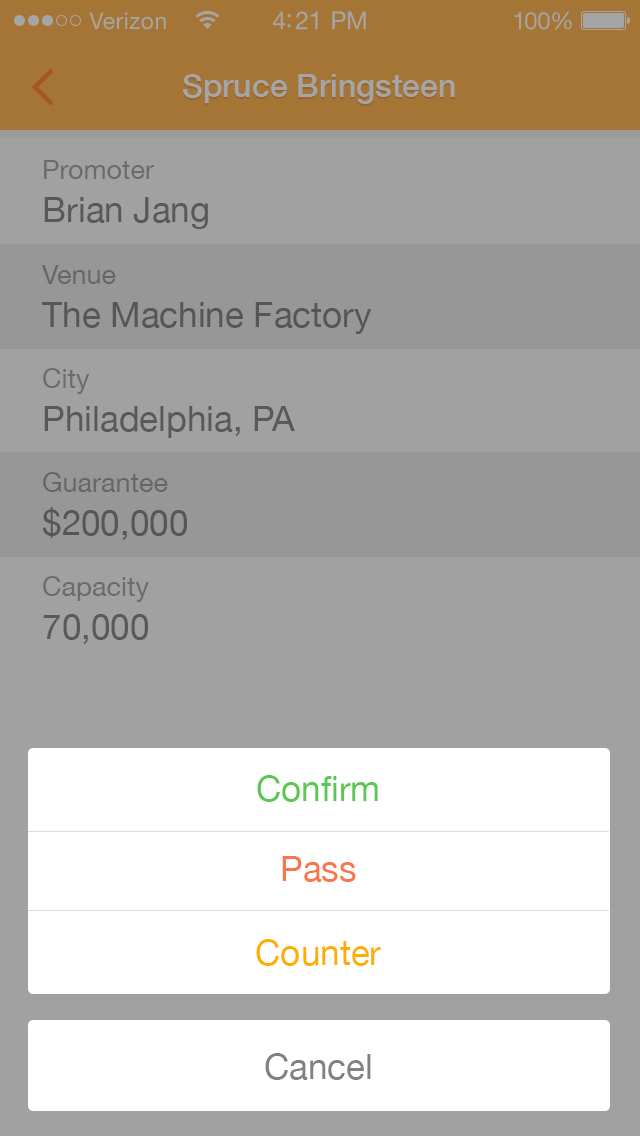 Verizon 4:21 PM 100%
Spruce Bringsteen
Promoter
Brian Jang
Venue
The Machine Factory
City
Philadelphia, PA
Guarantee
$200,000
Capacity
70,000
Confirm
Pass
Counter
Cancel